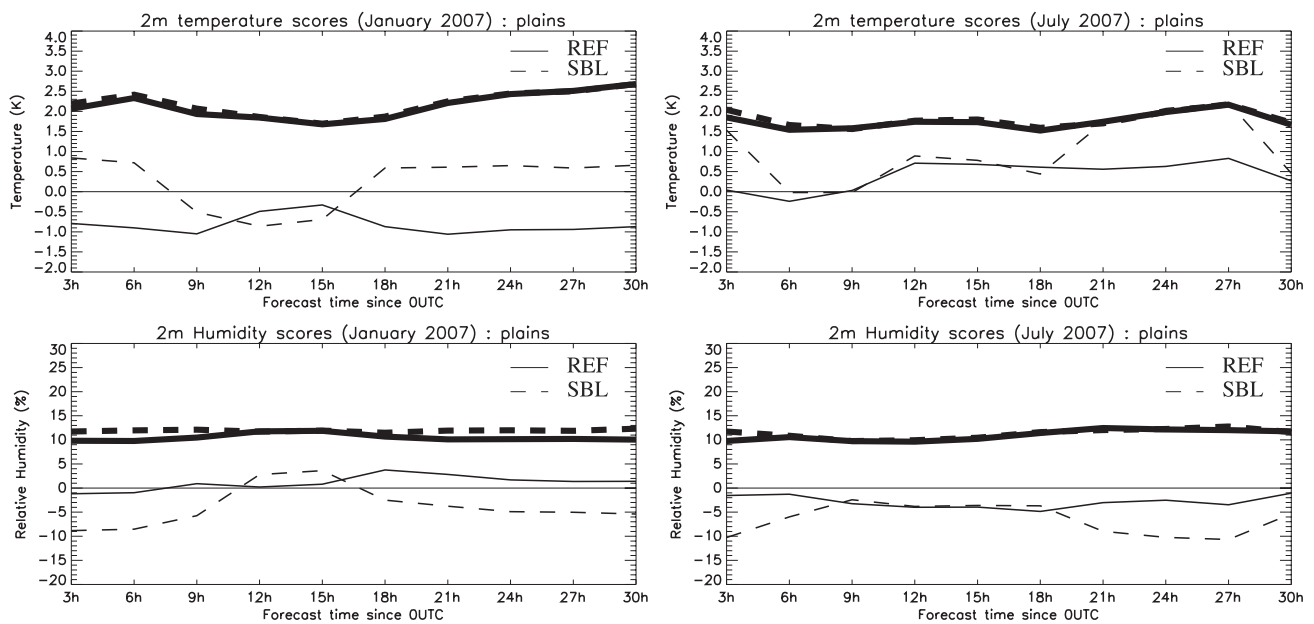 2m temperature scores (January 2007) : plains
4.0
3.5
3.0
2.5
2.0
1.5
1.0
0.5
0.0
−0.5
−1.0
−1.5
−2.0
Temperature (K)
REF
SBL
3h 6h 9h 12h 15h 18h 21h 24h 27h 30h
Forecast time since 0UTC
2m temperature scores (July 2007) : plains
4.0
3.5
3.0
2.5
2.0
1.5
1.0
0.5
0.0
−0.5
−1.0
−1.5
−2.0
Temperature (K)
REF
SBL
3h 6h 9h 12h 15h 18h 21h 24h 27h 30h
Forecast time since 0UTC
2m Humidity scores (January 2007) : plains
30
25
20
15
10
5
0
−5
−10
−15
−20
Relative Humidity (%)
REF
SBL
3h 6h 9h 12h 15h 18h 21h 24h 27h 30h
Forecast time since 0UTC
2m Humidity scores (July 2007) : plains
30
25
20
15
10
5
0
−5
−10
−15
−20
Relative Humidity (%)
REF
SBL
3h 6h 9h 12h 15h 18h 21h 24h 27h 30h
Forecast time since 0UTC